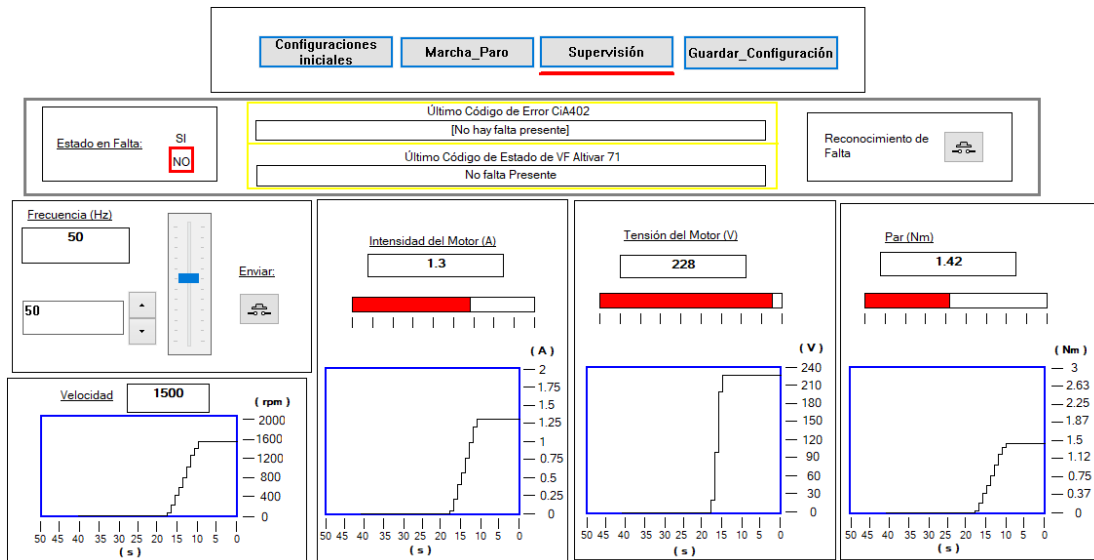 Configuraciones
iniciales
Marcha_Paro
Supervisión
Guardar_Configuración
Estado en Falta:
SI
NO
Último Código de Error CiA402
[No hay falta presente]
Último Código de Estado de VF Altivar 71
No falta Presente
Reconocimiento de
Falta
Frecuencia (Hz)
50
50
Enviar:
Velocidad
1500
( rpm )
2000
1600
1200
800
400
0
50 45 40 35 30 25 20 15 10 5 0
( s )
Intensidad del Motor (A)
1.3
( A )
2
1.75
1.5
1.25
1
0.75
0.5
0.25
0
50 45 40 35 30 25 20 15 10 5 0
( s )
Tensión del Motor (V)
228
( V )
240
210
180
150
120
90
60
30
0
50 45 40 35 30 25 20 15 10 5 0
( s )
Par (Nm)
1.42
( Nm )
3
2.63
2.25
1.87
1.5
1.12
0.75
0.37
0
50 45 40 35 30 25 20 15 10 5 0
( s )